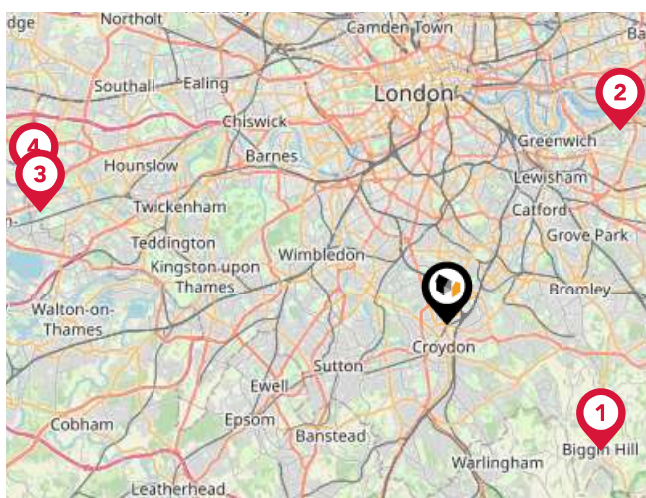 dge
Northolt
Camden Town
Ba
Southall
Ealing
London
2
Chiswick
Greenwich
4
Hounslow
Barnes
3
Lewisham
Twickenham
Catford
n-
Teddington
Grove Park
Wimbledon
Kingston upon
Thames
Bromley
Walton-on-
Thames
Croydon
Sutton
Ewell
1
Cobham
Epsom
Banstead
Biggin Hill
Warlingham
Leatherhead